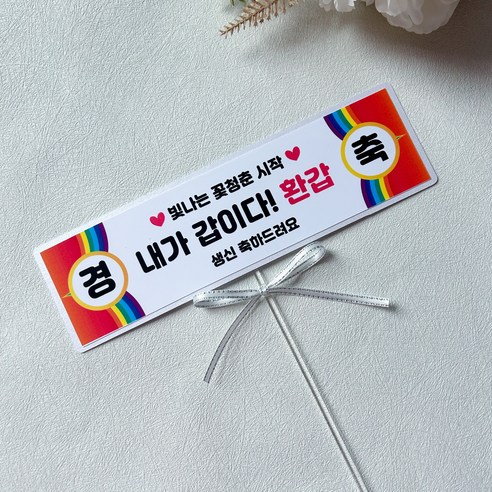 경 축
빛나는 꽃청춘 시작
내가 갑이다! 환갑
생신 축하드려요